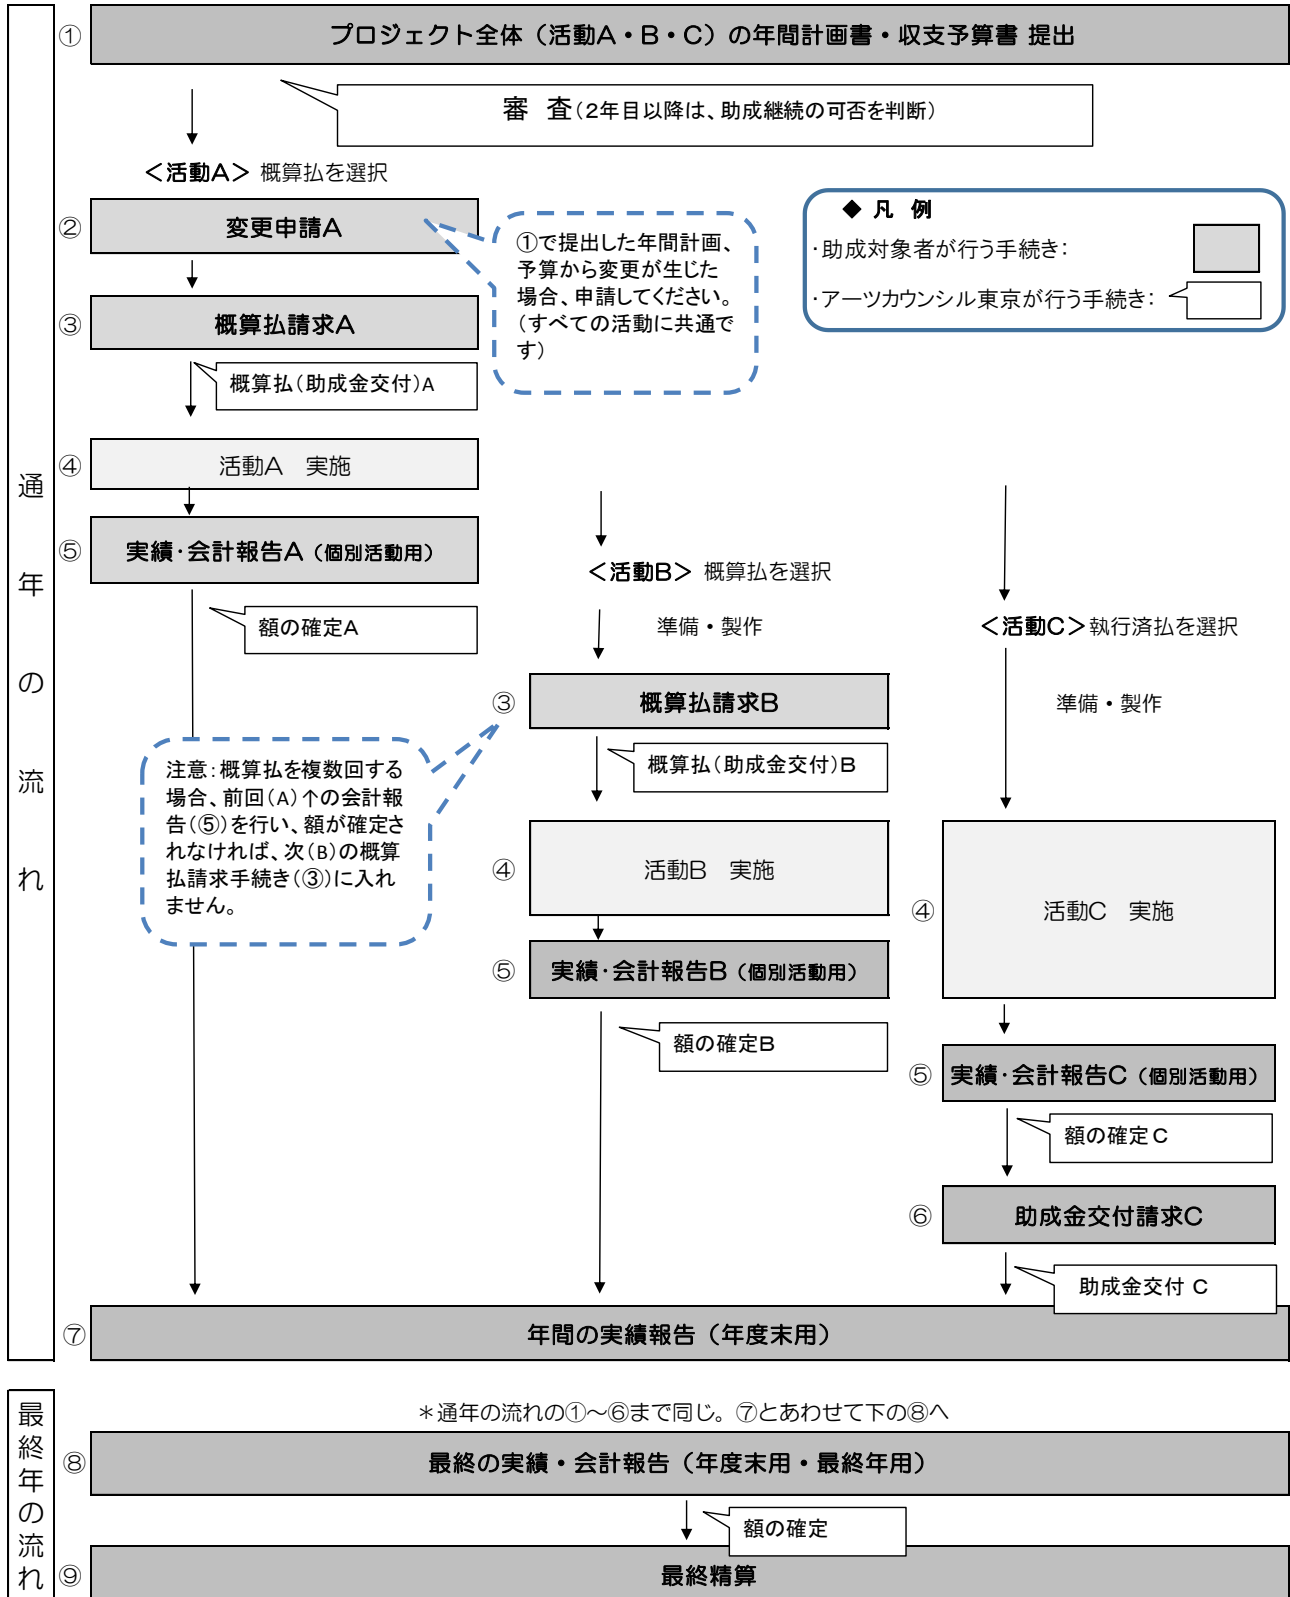 通年の流れ
① プロジェクト全体（活動A・B・C）の年間計画書・収支予算書 提出
審　査（2年目以降は、助成継続の可否を判断）
＜活動A＞ 概算払を選択
② 変更申請A
①で提出した年間計画、
予算から変更が生じた
場合、申請してください。
（すべての活動に共通で
す）
◆ 凡　例
・助成対象者が行う手続き：
・アーツカウンシル東京が行う手続き：
③ 概算払請求A
概算払（助成金交付）A
④ 活動A　実施
⑤ 実績・会計報告A（個別活動用）
額の確定A
＜活動B＞ 概算払を選択
準備・製作
③ 概算払請求B
注意：概算払を複数回する
場合、前回（A）个の会計報
告（⑤）を行い、額が確定さ
れなければ、次（B）の概算
払請求手続き（③）に入れ
ません。
概算払（助成金交付）B
④ 活動B　実施
⑤ 実績・会計報告B（個別活動用）
額の確定B
＜活動C＞執行済払を選択
準備・製作
④ 活動C　実施
⑤ 実績・会計報告C（個別活動用）
額の確定C
⑥ 助成金交付請求C
助成金交付 C
⑦ 年間の実績報告（年度末用）
最終年の流れ
＊通年の流れの①～⑥まで同じ。⑦とあわせて下の⑧へ
⑧ 最終の実績・会計報告（年度末用・最終年用）
額の確定
⑨ 最終精算